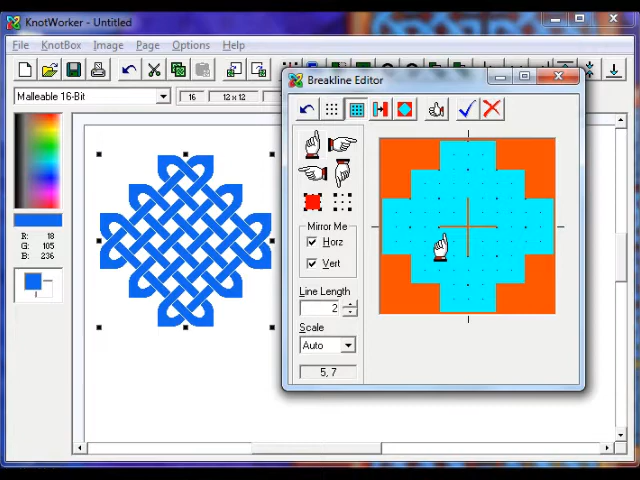 KnotWorker - Untitled
File KnotBox Image Page Options Help
Malleable 16-Bit
16
12 x 12
Breakline Editor
R: 18
G: 105
B: 236
Mirror Me
Horz
Vert
Line Length
2
Scale
Auto
5, 7